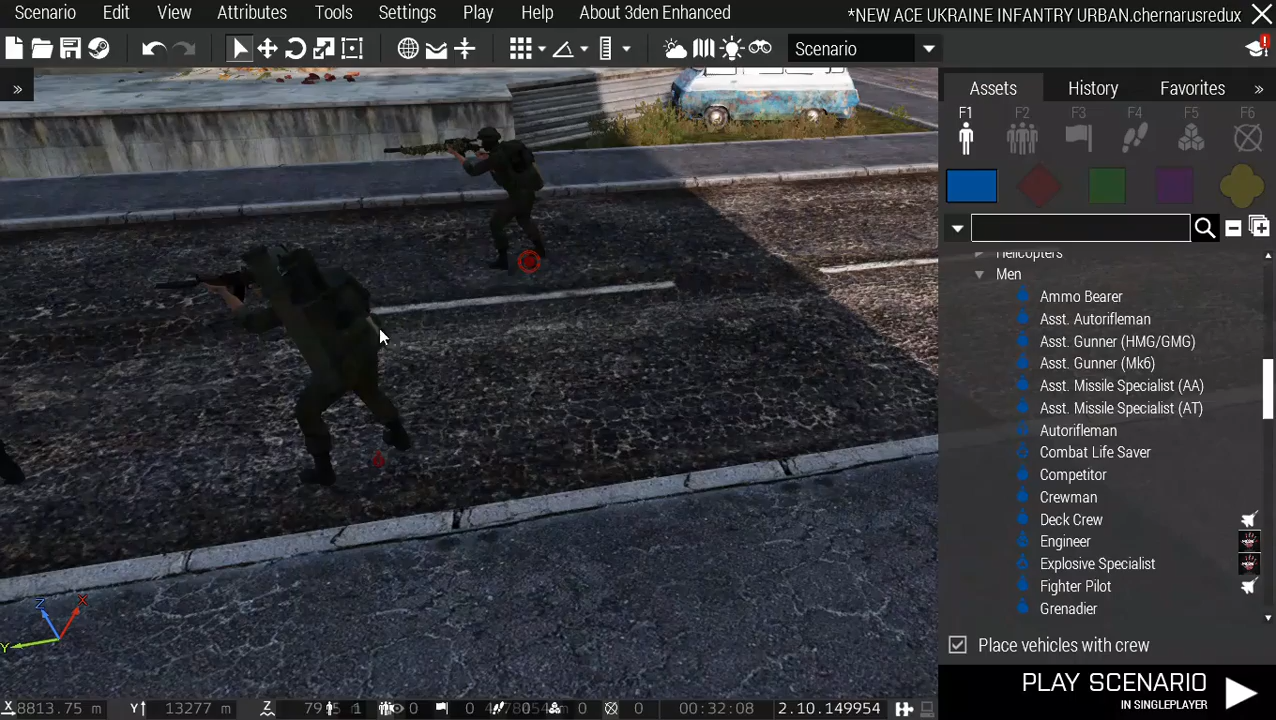 Scenario Edit View Attributes Tools Settings Play Help About 3den Enhanced *NEW ACE UKRAINE INFANTRY URBAN.chernarusredux
Scenario
Assets History Favorites
F1 F2 F3 F4 F5 F6
Helicopters
Men
Ammo Bearer
Asst. Autorifleman
Asst. Gunner (HMG/GMG)
Asst. Gunner (Mk6)
Asst. Missile Specialist (AA)
Asst. Missile Specialist (AT)
Autorifleman
Combat Life Saver
Competitor
Crewman
Deck Crew
Engineer
Explosive Specialist
Fighter Pilot
Grenadier
Z X
Y
Place vehicles with crew
PLAY SCENARIO
IN SINGLEPLAYER
X 8813.75 m Y 13277 m Z 1 0 0 0 0 0 00:32:08 2.10.149954